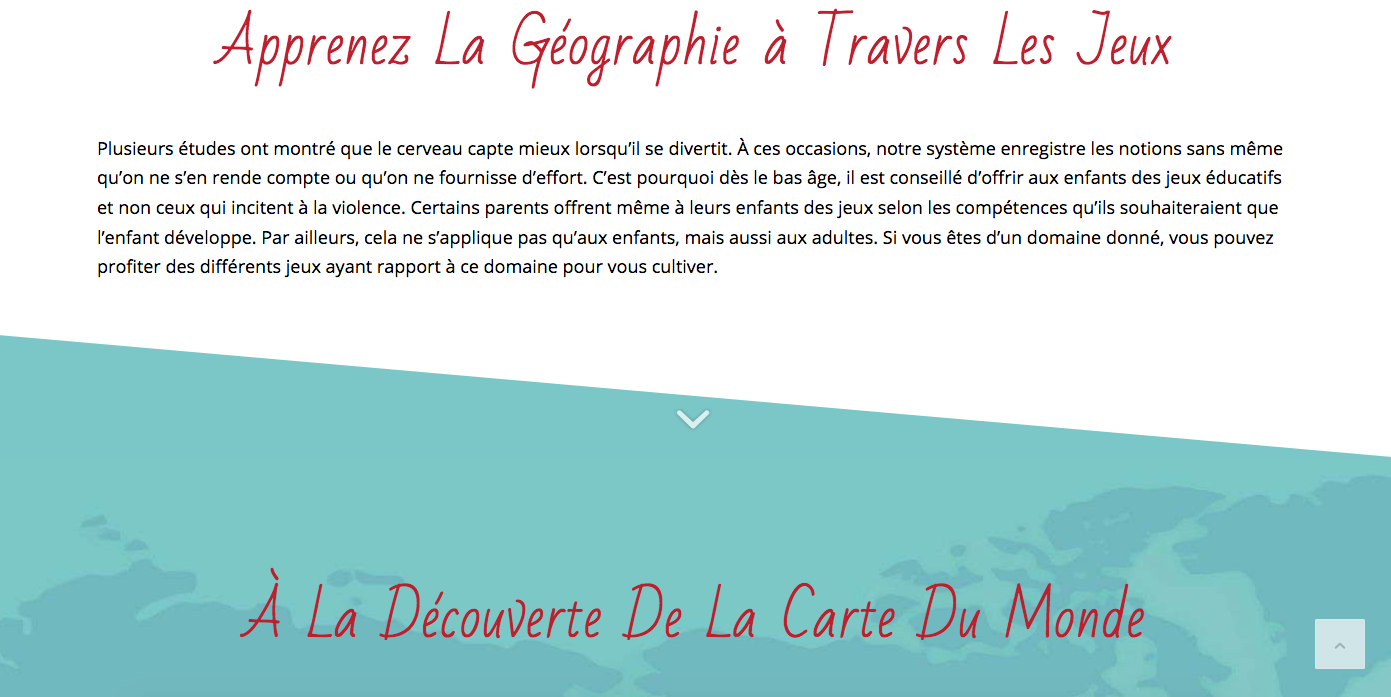 Apprenez La Géographie à Travers Les Jeux
Plusieurs études ont montré que le cerveau capte mieux lorsqu’il se divertit. À ces occasions, notre système enregistre les notions sans même
qu’on ne s’en rende compte ou qu’on ne fournisse d’effort. C’est pourquoi dès le bas âge, il est conseillé d’offrir aux enfants des jeux éducatifs
et non ceux qui incitent à la violence. Certains parents offrent même à leurs enfants des jeux selon les compétences qu’ils souhaiteraient que
l’enfant développe. Par ailleurs, cela ne s’applique pas qu’aux enfants, mais aussi aux adultes. Si vous êtes d’un domaine donné, vous pouvez
profiter des différents jeux ayant rapport à ce domaine pour vous cultiver.
À La Découverte De La Carte Du Monde